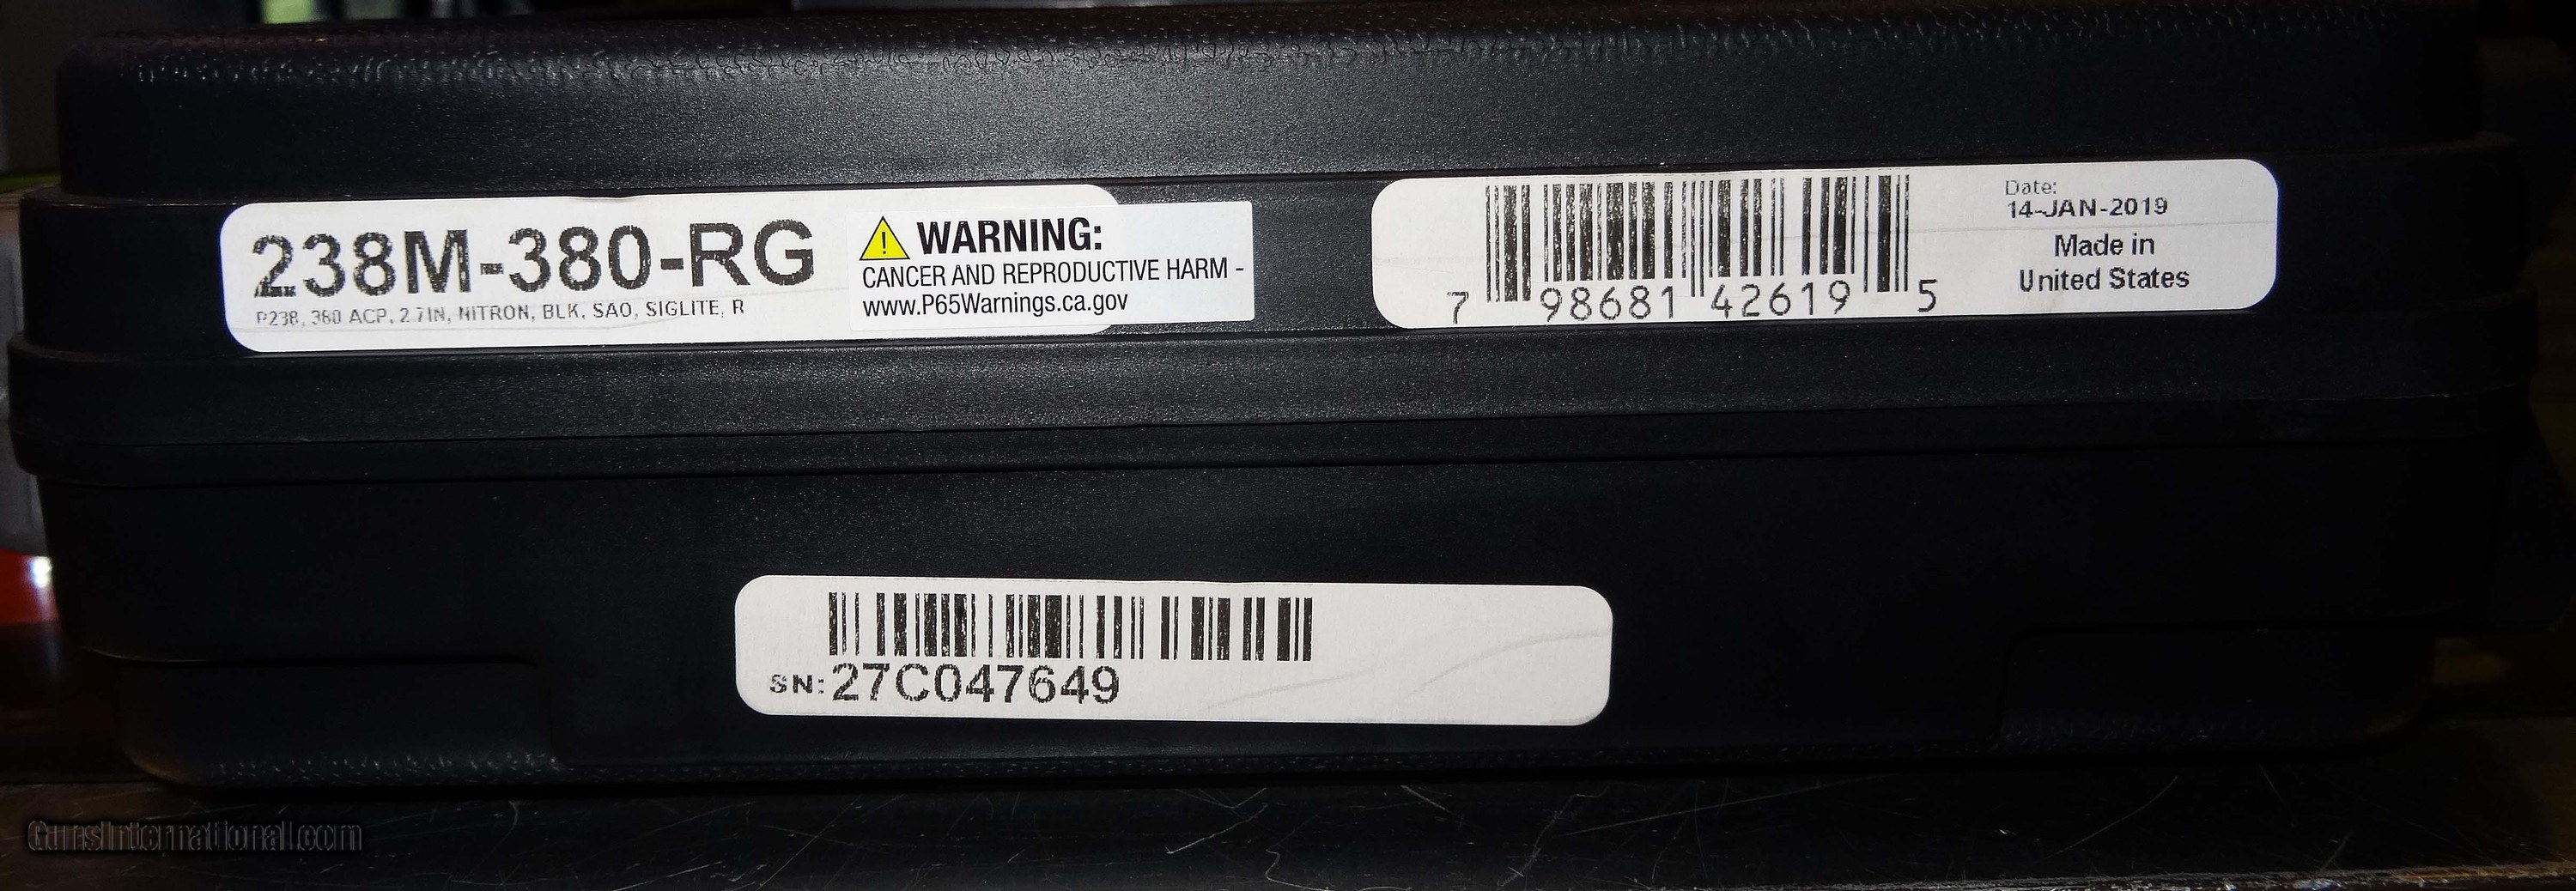 238M-380-RG
P238, 380 ACP, 2.7IN, NITRON, BLK, SAO, SIGLITE, R
WARNING:
CANCER AND REPRODUCTIVE HARM -
www.P65Warnings.ca.gov
7 98681 42619 5
Date:
14-JAN-2019
Made in
United States
SN: 27C047649
GunsInternational.com